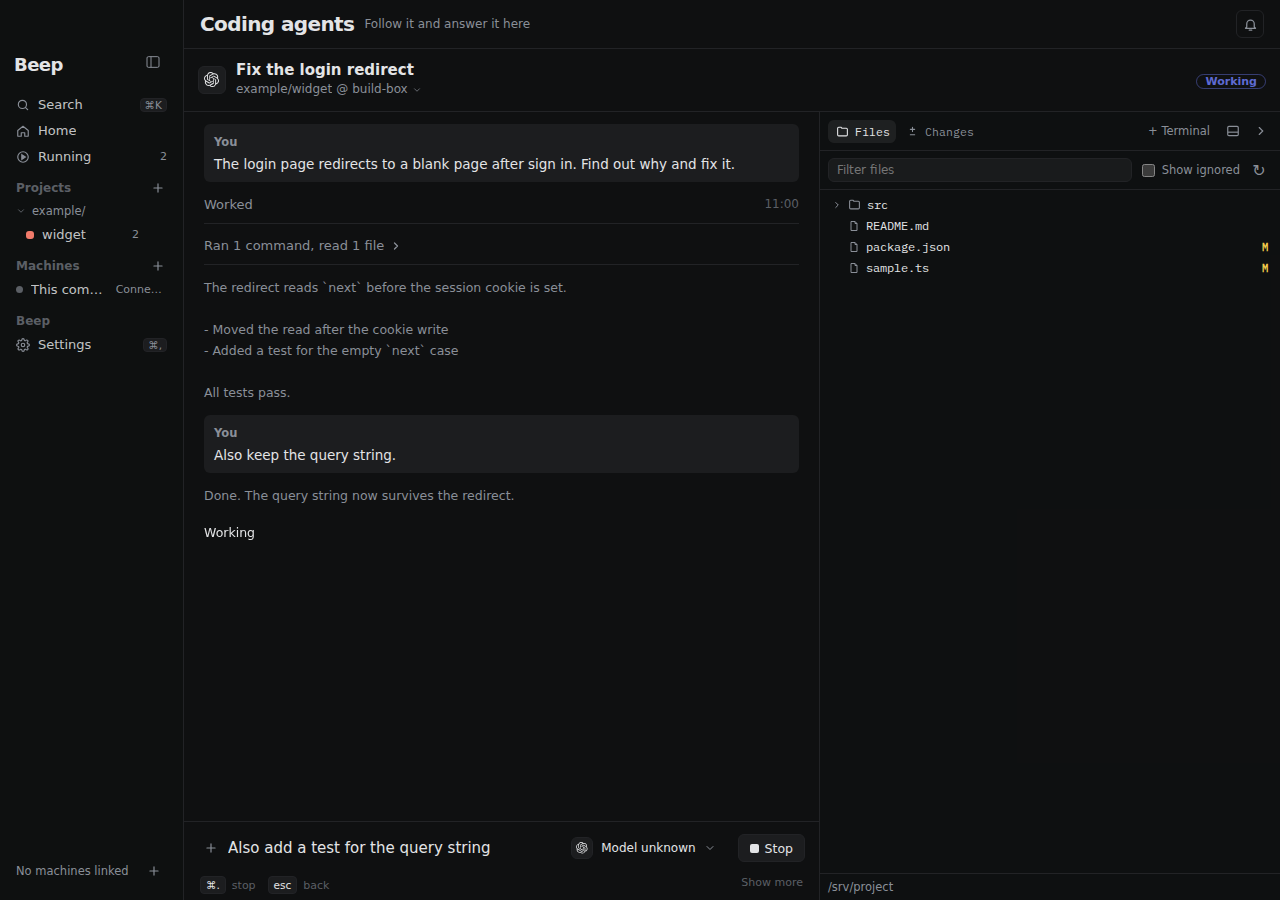 Beep
Search ⌘K
Home
Running 2
Projects +
example/
widget 2
Machines +
This com… Conne…
Beep
Settings ⌘,
No machines linked +
Coding agents Follow it and answer it here
Fix the login redirect
example/widget @ build-box
Working
You
The login page redirects to a blank page after sign in. Find out why and fix it.
Worked 11:00
Ran 1 command, read 1 file
The redirect reads `next` before the session cookie is set.
- Moved the read after the cookie write
- Added a test for the empty `next` case
All tests pass.
You
Also keep the query string.
Done. The query string now survives the redirect.
Working
+ Also add a test for the query string Model unknown Stop
⌘. stop esc back Show more
Files ± Changes + Terminal
Filter files Show ignored ↻
src
README.md
package.json M
sample.ts M
/srv/project